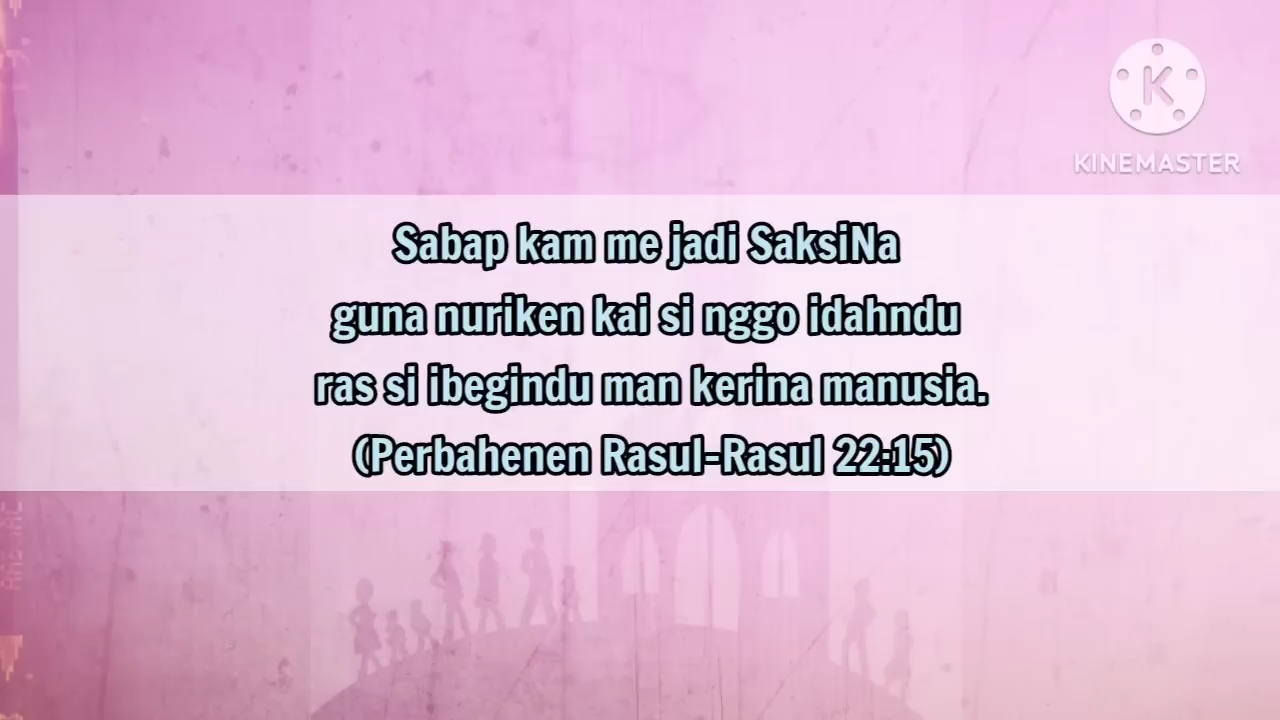 K
KINEMASTER
Sabap kam me jadi SaksiNa
guna nuriken kai si nggo idahndu
ras si ibegindu man kerina manusia.
(Perbahenen Rasul-Rasul 22:15)